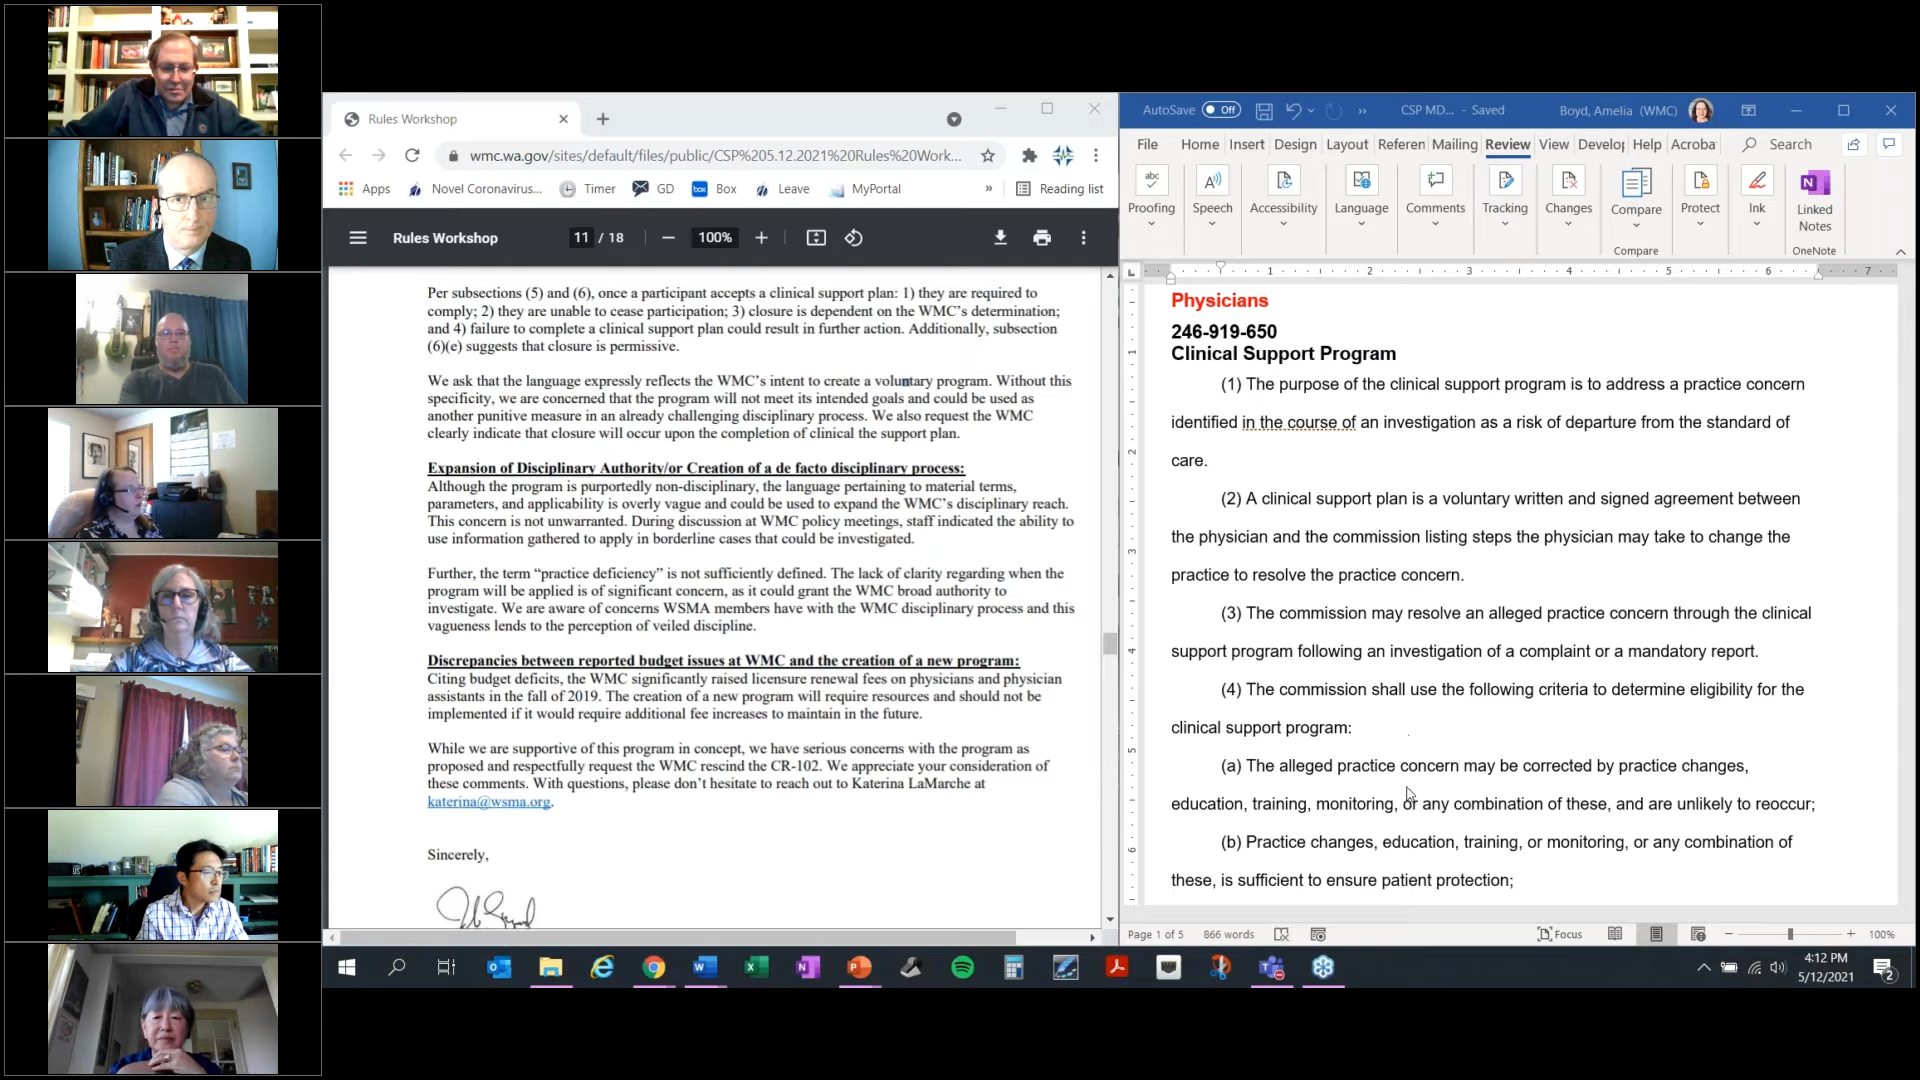 Rules Workshop
wmc.wa.gov/sites/default/files/public/CSP%205.12.2021%20Rules%20Work...
Apps Novel Coronavirus... Timer GD box Box Leave MyPortal » Reading list
Rules Workshop 11 / 18 — 100% +
Per subsections (5) and (6), once a participant accepts a clinical support plan: 1) they are required to
comply; 2) they are unable to cease participation; 3) closure is dependent on the WMC's determination;
and 4) failure to complete a clinical support plan could result in further action. Additionally, subsection
(6)(e) suggests that closure is permissive.
We ask that the language expressly reflects the WMC's intent to create a voluntary program. Without this
specificity, we are concerned that the program will not meet its intended goals and could be used as
another punitive measure in an already challenging disciplinary process. We also request the WMC
clearly indicate that closure will occur upon the completion of clinical the support plan.
Expansion of Disciplinary Authority/or Creation of a de facto disciplinary process:
Although the program is purportedly non-disciplinary, the language pertaining to material terms,
parameters, and applicability is overly vague and could be used to expand the WMC's disciplinary reach.
This concern is not unwarranted. During discussion at WMC policy meetings, staff indicated the ability to
use information gathered to apply in borderline cases that could be investigated.
Further, the term “practice deficiency” is not sufficiently defined. The lack of clarity regarding when the
program will be applied is of significant concern, as it could grant the WMC broad authority to
investigate. We are aware of concerns WSMA members have with the WMC disciplinary process and this
vagueness lends to the perception of veiled discipline.
Discrepancies between reported budget issues at WMC and the creation of a new program:
Citing budget deficits, the WMC significantly raised licensure renewal fees on physicians and physician
assistants in the fall of 2019. The creation of a new program will require resources and should not be
implemented if it would require additional fee increases to maintain in the future.
While we are supportive of this program in concept, we have serious concerns with the program as
proposed and respectfully request the WMC rescind the CR-102. We appreciate your consideration of
these comments. With questions, please don't hesitate to reach out to Katerina LaMarche at
katerina@wsma.org.
Sincerely,
AutoSave Off CSP MD... - Saved Boyd, Amelia (WMC)
File Home Insert Design Layout Referen Mailing Review View Develop Help Acroba Search
Proofing Speech Accessibility Language Comments Tracking Changes Compare Protect Ink Linked Notes
Compare OneNote
1 2 3 4 5 6 7
Physicians
246-919-650
Clinical Support Program
(1) The purpose of the clinical support program is to address a practice concern
identified in the course of an investigation as a risk of departure from the standard of
care.
(2) A clinical support plan is a voluntary written and signed agreement between
the physician and the commission listing steps the physician may take to change the
practice to resolve the practice concern.
(3) The commission may resolve an alleged practice concern through the clinical
support program following an investigation of a complaint or a mandatory report.
(4) The commission shall use the following criteria to determine eligibility for the
clinical support program:
(a) The alleged practice concern may be corrected by practice changes,
education, training, monitoring, or any combination of these, and are unlikely to reoccur;
(b) Practice changes, education, training, or monitoring, or any combination of
these, is sufficient to ensure patient protection;
Page 1 of 5 866 words Focus 100%
4:12 PM
5/12/2021
2